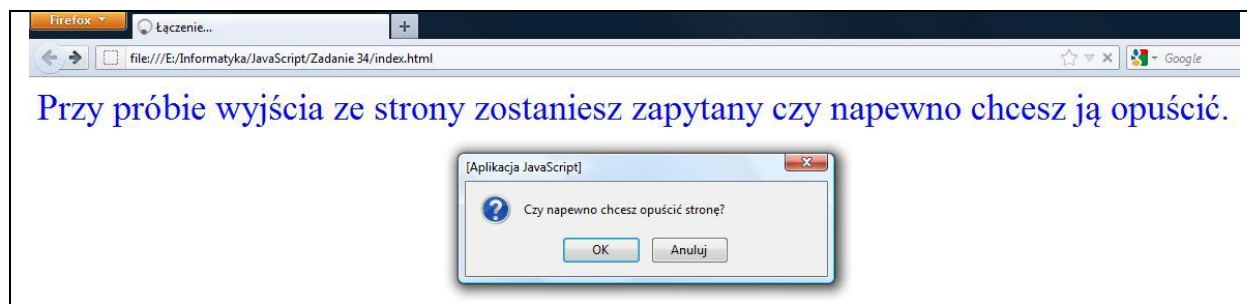 Firefox
Łączenie...
file:///E:/Informatyka/JavaScript/Zadanie 34/index.html
Google
Przy próbie wyjścia ze strony zostaniesz zapytany czy napewno chcesz ją opuścić.
[Aplikacja JavaScript]
Czy napewno chcesz opuścić stronę?
OK Anuluj